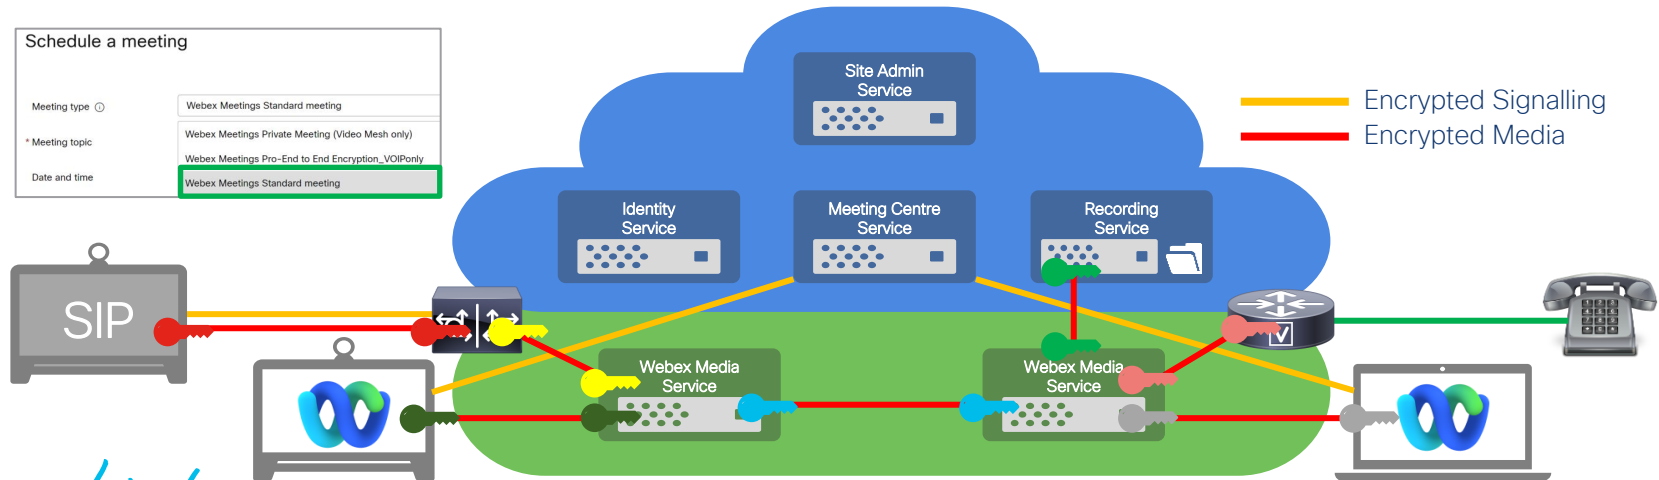 Schedule a meeting
Meeting type
Webex Meetings Standard meeting
Webex Meetings Private Meeting (Video Mesh only)
* Meeting topic
Webex Meetings Pro-End to End Encryption_VOIPonly
Date and time
Webex Meetings Standard meeting
Site Admin
Service
Encrypted Signalling
Encrypted Media
Identity
Service
Meeting Centre
Service
Recording
Service
SIP
Webex Media
Service
Webex Media
Service